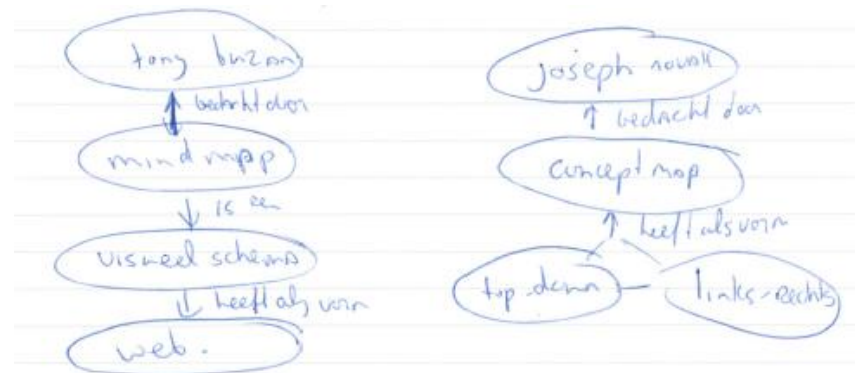 tony buzan
bedacht door
mind mapp
is een
visueel schema
heeft als vorm
web.
joseph novak
bedacht door
concept map
heeft als vorm
top-down
links-rechts